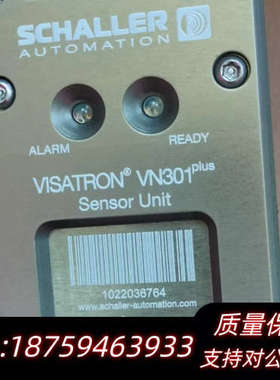 SCHALLER
AUTOMATION
ALARM
READY
VISATRON® VN301plus
Sensor Unit
1022036764
www.schaller-automation.com
质量保
:18759463933
支持对公